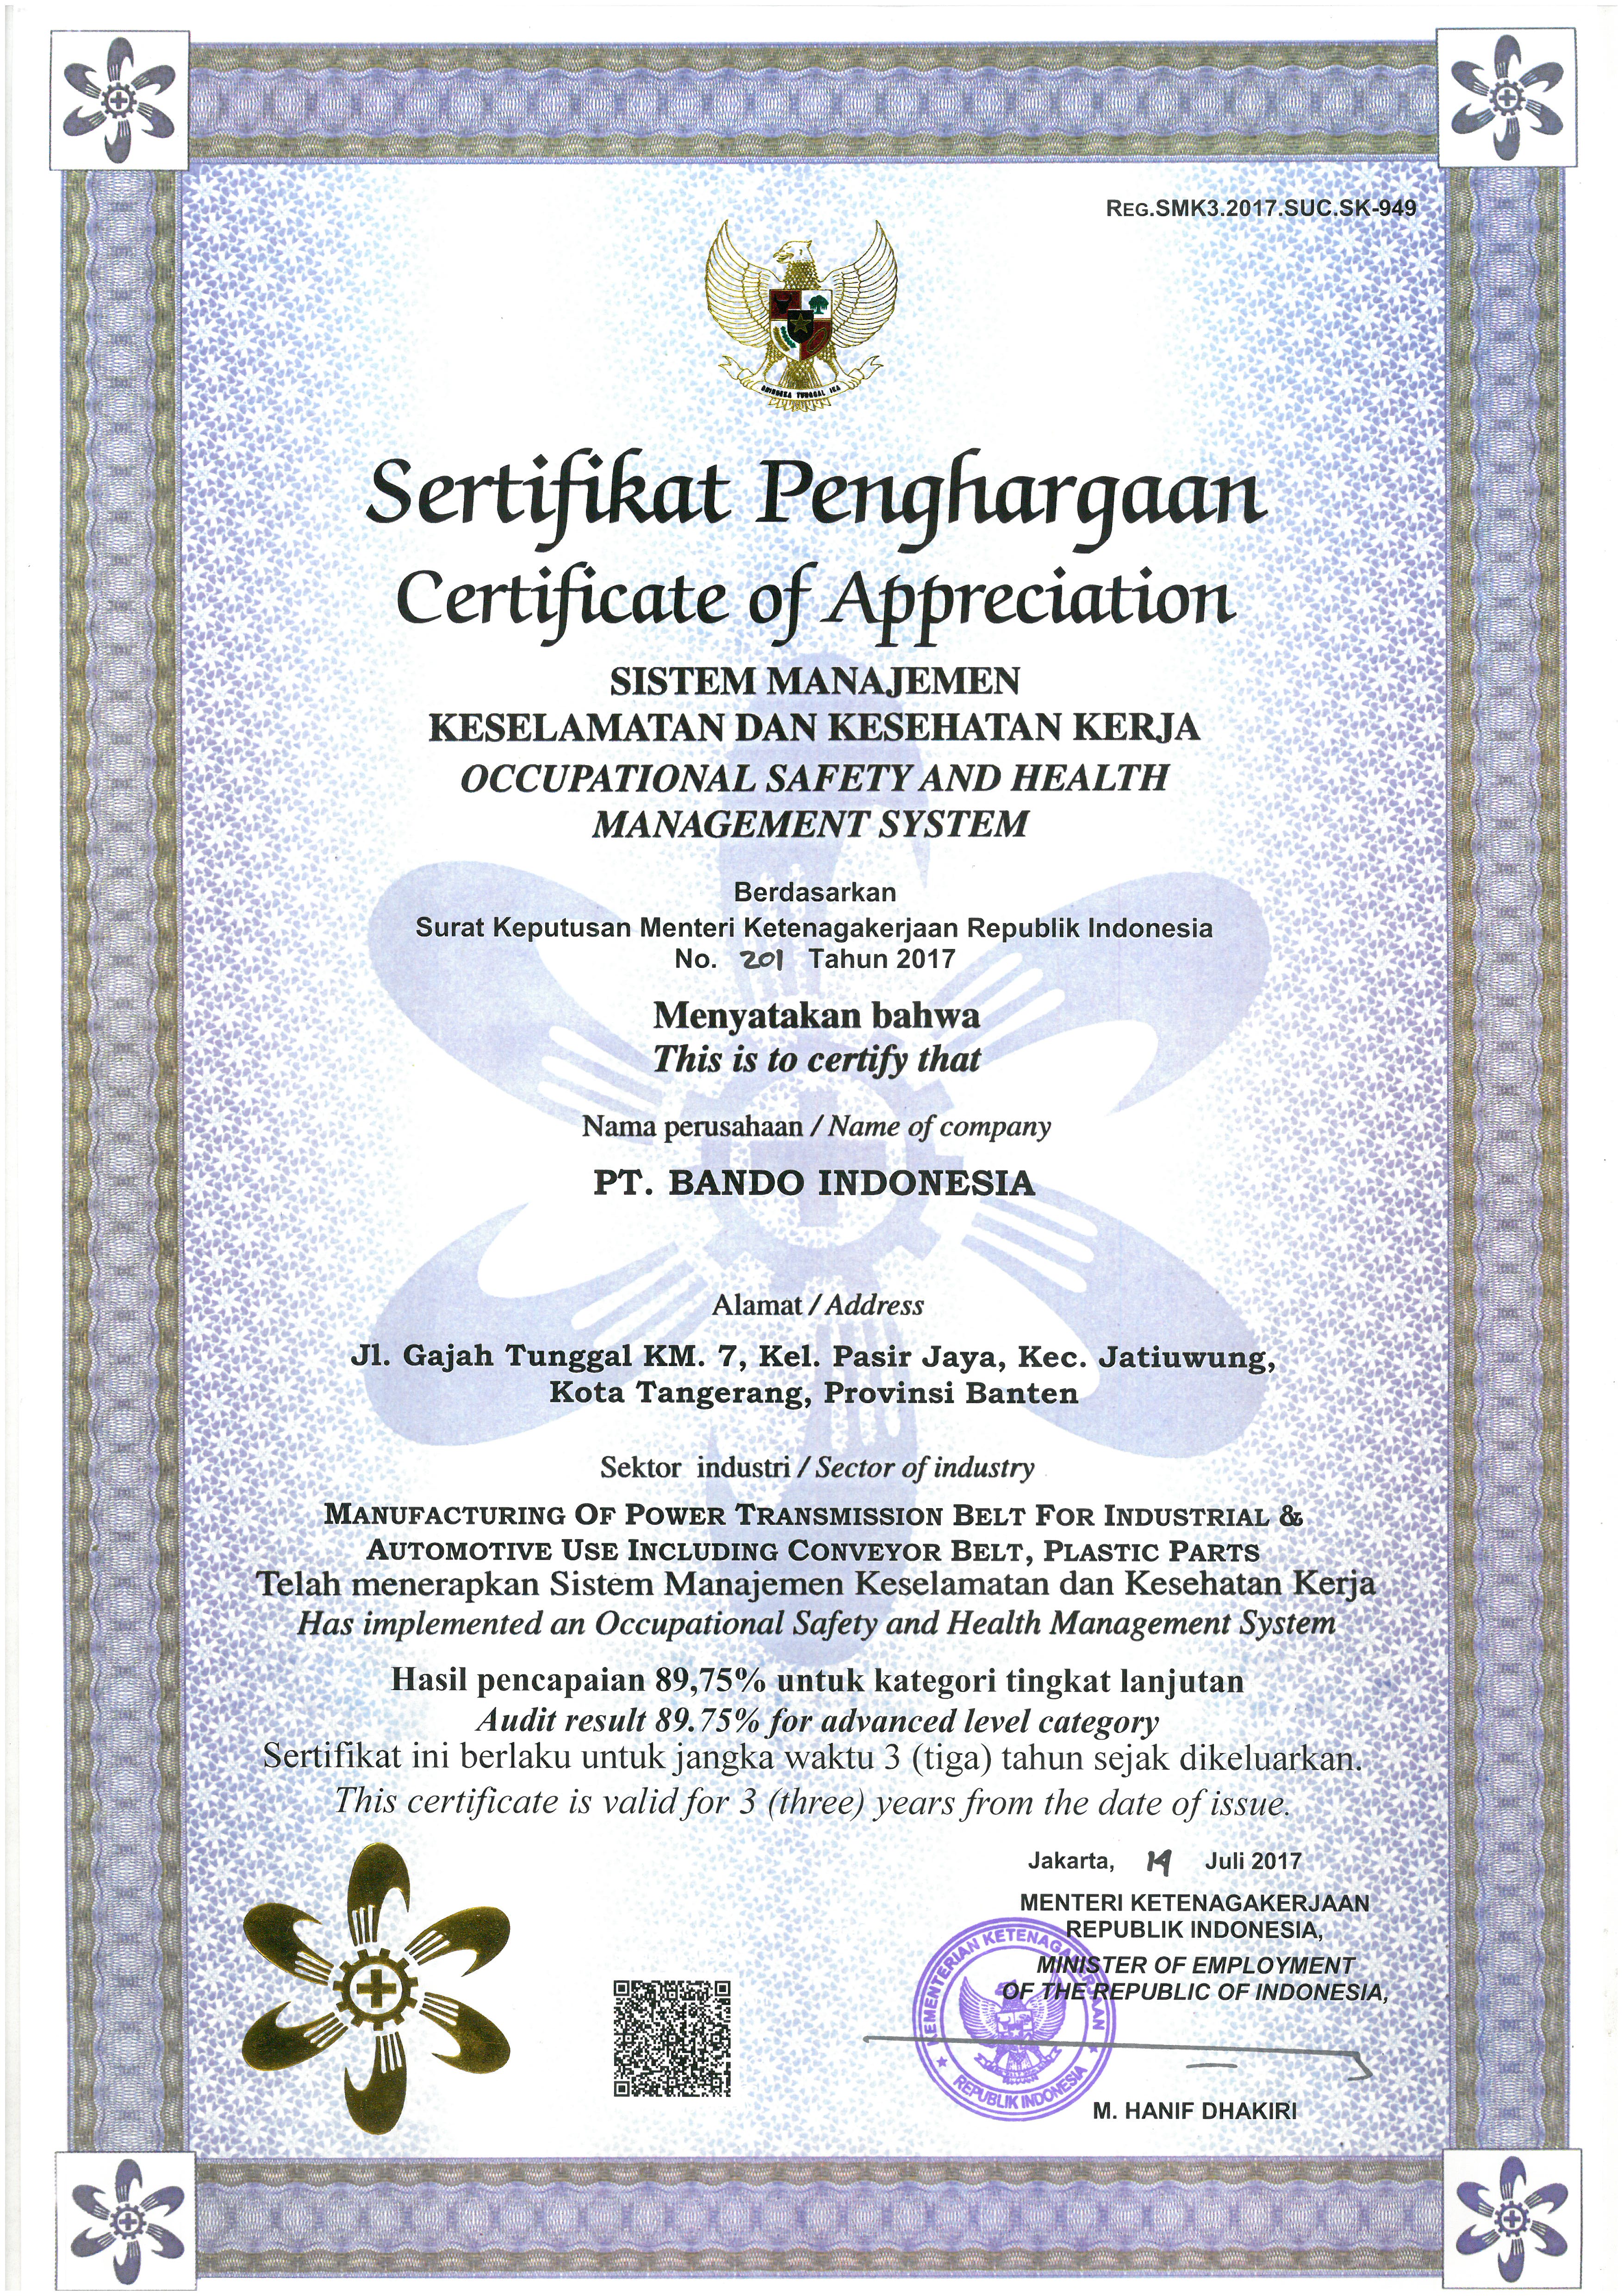 REG.SMK3.2017.SUC.SK-949
BHINNEKA TUNGGAL IKA
Sertifikat Penghargaan
Certificate of Appreciation
SISTEM MANAJEMEN
KESELAMATAN DAN KESEHATAN KERJA
OCCUPATIONAL SAFETY AND HEALTH
MANAGEMENT SYSTEM
Berdasarkan
Surat Keputusan Menteri Ketenagakerjaan Republik Indonesia
No. 201 Tahun 2017
Menyatakan bahwa
This is to certify that
Nama perusahaan / Name of company
PT. BANDO INDONESIA
Alamat / Address
Jl. Gajah Tunggal KM. 7, Kel. Pasir Jaya, Kec. Jatiuwung,
Kota Tangerang, Provinsi Banten
Sektor industri / Sector of industry
MANUFACTURING OF POWER TRANSMISSION BELT FOR INDUSTRIAL &
AUTOMOTIVE USE INCLUDING CONVEYOR BELT, PLASTIC PARTS
Telah menerapkan Sistem Manajemen Keselamatan dan Kesehatan Kerja
Has implemented an Occupational Safety and Health Management System
Hasil pencapaian 89,75% untuk kategori tingkat lanjutan
Audit result 89.75% for advanced level category
Sertifikat ini berlaku untuk jangka waktu 3 (tiga) tahun sejak dikeluarkan.
This certificate is valid for 3 (three) years from the date of issue.
Jakarta, 14 Juli 2017
MENTERI KETENAGAKERJAAN
REPUBLIK INDONESIA,
MINISTER OF EMPLOYMENT
OF THE REPUBLIC OF INDONESIA,
KEMENTERIAN KETENAGAKERJAAN
REPUBLIK INDONESIA
M. HANIF DHAKIRI